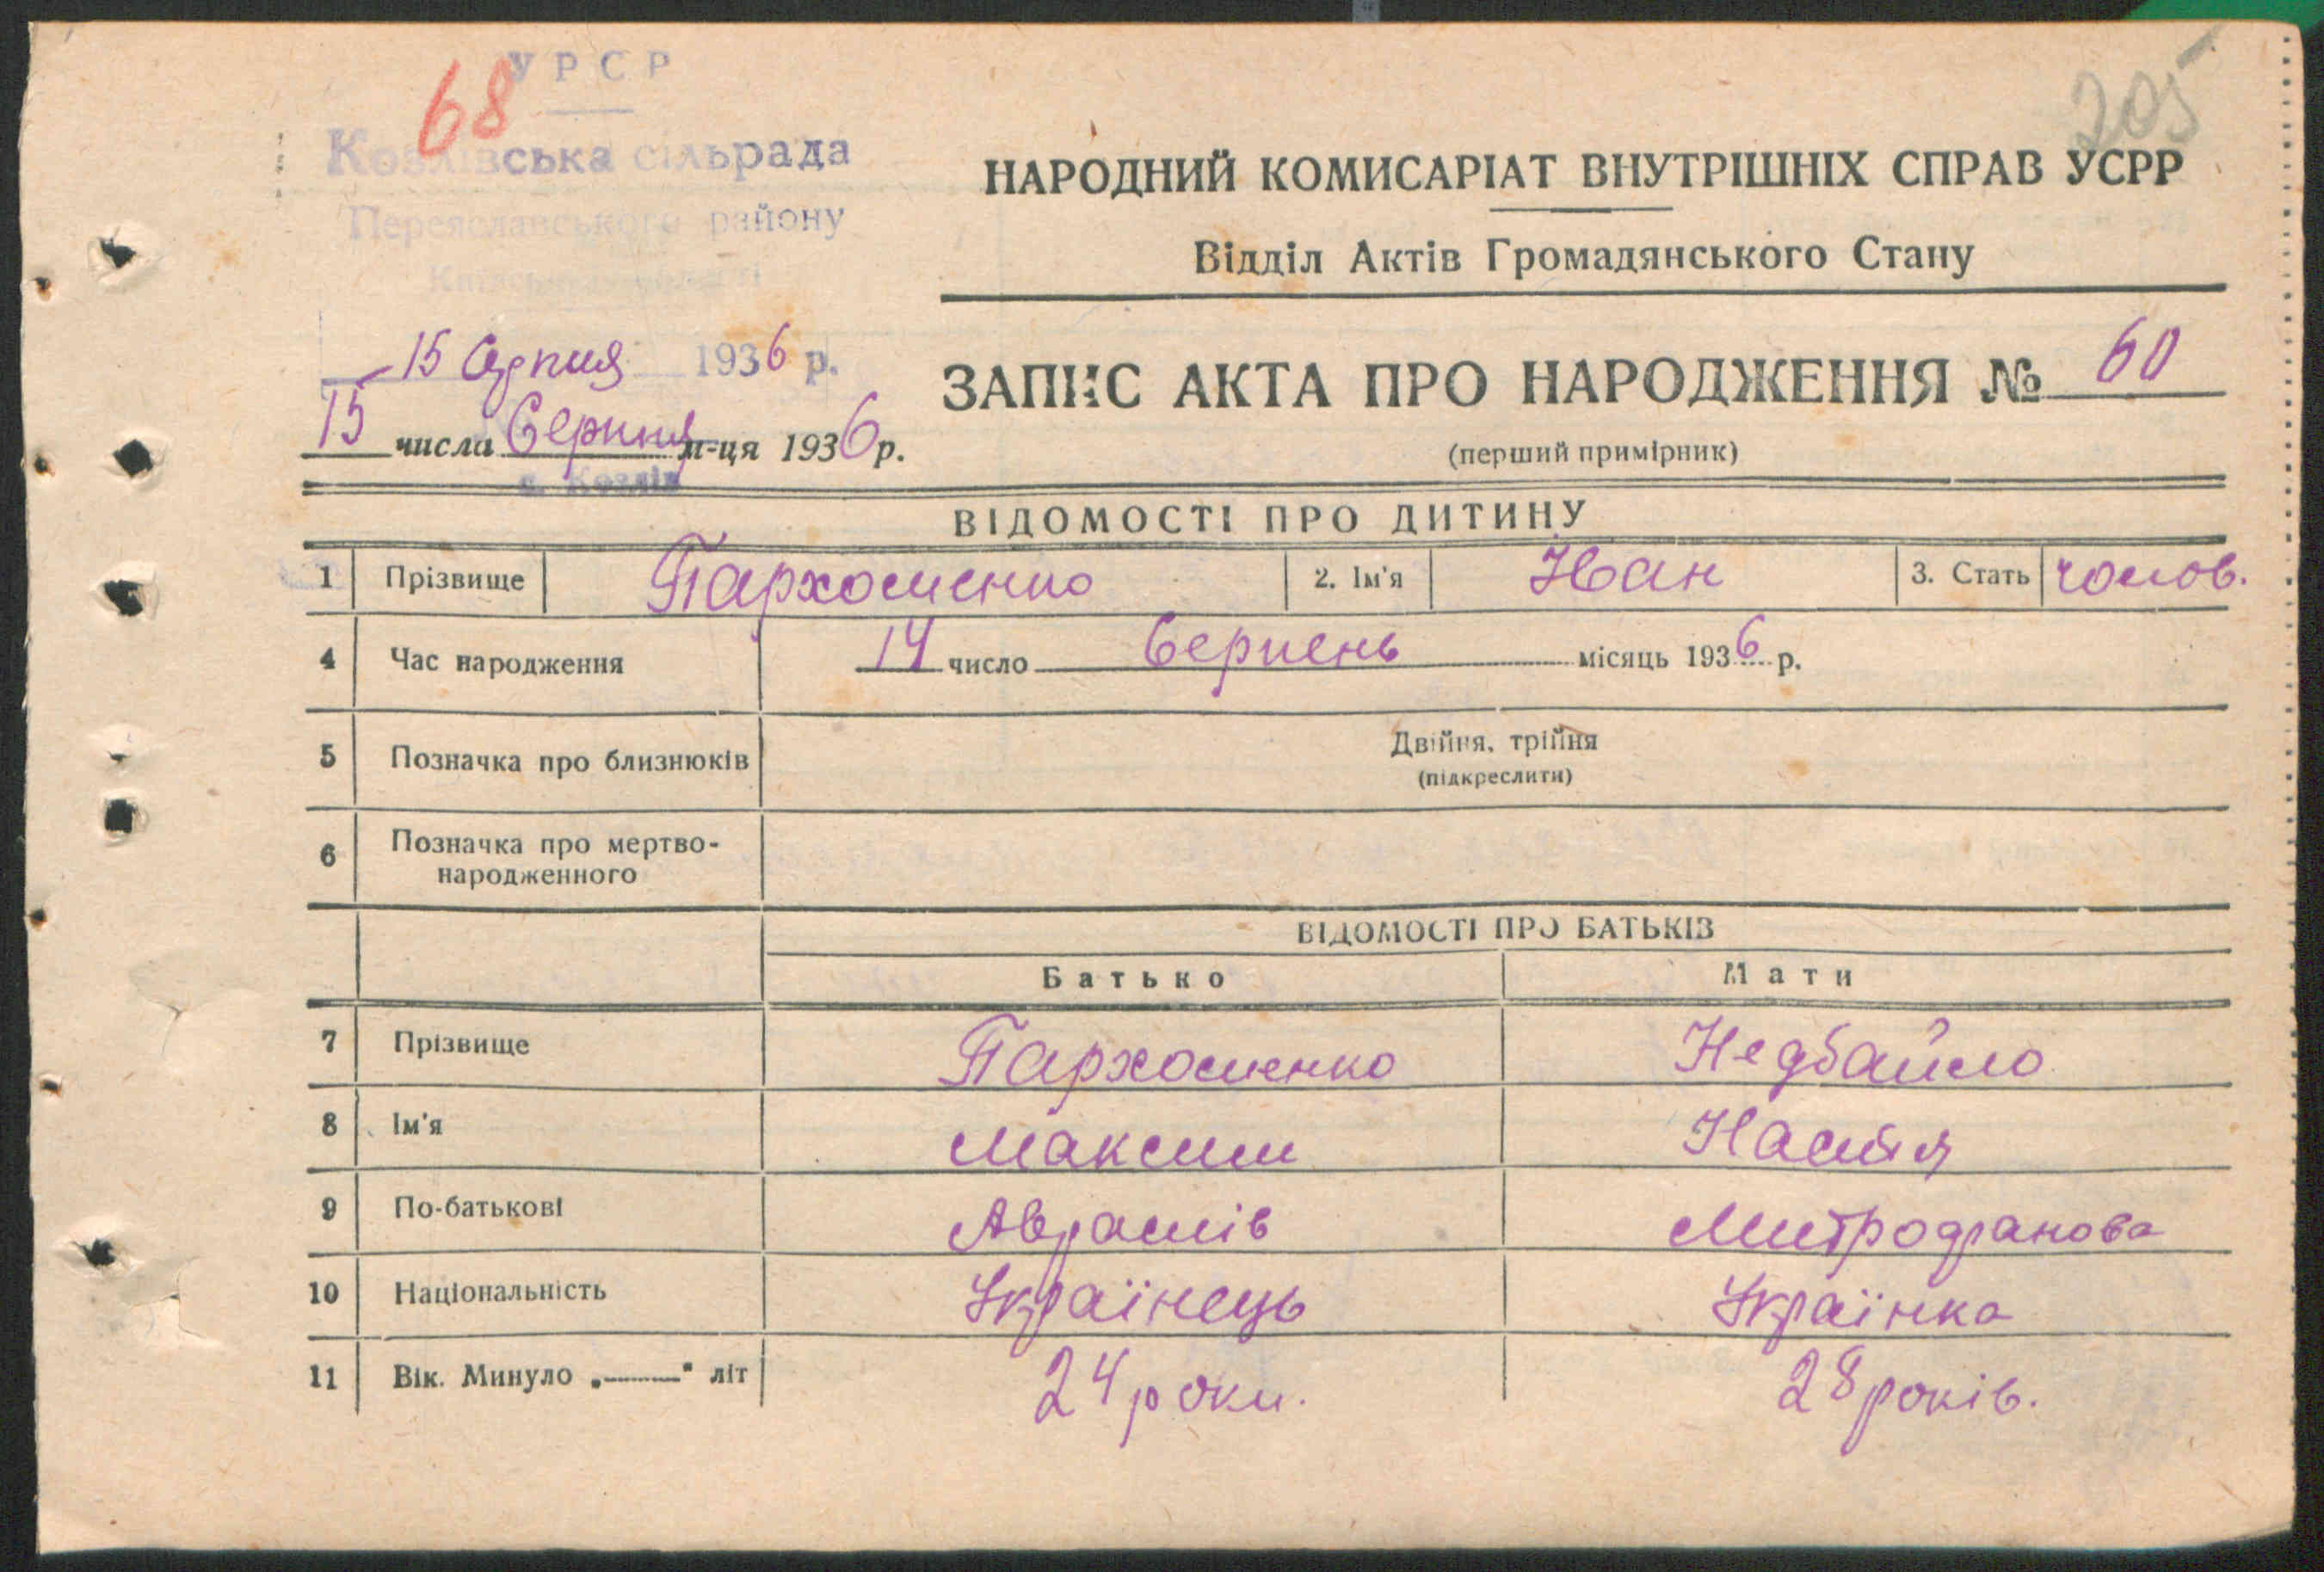 68
205
УРСР
Козлівська сільрада
Переяславського району
Київської області
15 Серпня 1936 р.
15 числа Серпня м-ця 1936 р.
с. Козлів
НАРОДНИЙ КОМИСАРІАТ ВНУТРІШНІХ СПРАВ УСРР
Відділ Актів Громадянського Стану
ЗАПИС АКТА ПРО НАРОДЖЕННЯ № 60
(перший примірник)
ВІДОМОСТІ ПРО ДИТИНУ
1 Прізвище Пархоменко 2. Ім'я Іван 3. Стать чолов.
4 Час народження 14 число Серпень місяць 1936 р.
5 Позначка про близнюків Двійня, трійня
(підкреслити)
6 Позначка про мертво-
народженного
ВІДОМОСТІ ПРО БАТЬКІВ
Батько Мати
7 Прізвище Пархоменко Недбайло
8 Ім'я Максим Настя
9 По-батькові Аврамів Митрофанова
10 Національність Українець Українка
11 Вік. Минуло „——" літ 24 роки. 28 років.